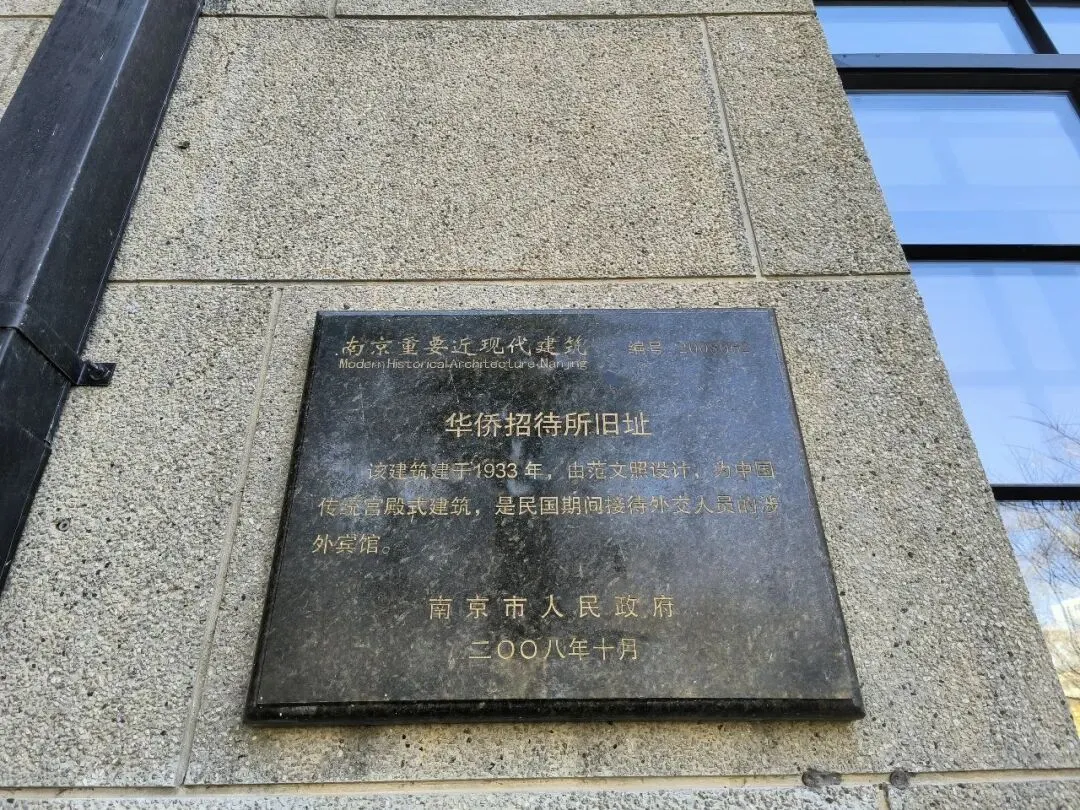 南京重要近现代建筑 编号
Modern Historical Architecture Nanjing
华侨招待所旧址
该建筑建于1933年，由范文照设计，为中国
传统宫殿式建筑，是民国期间接待外交人员的涉
外宾馆。
南京市人民政府
二〇〇八年十月